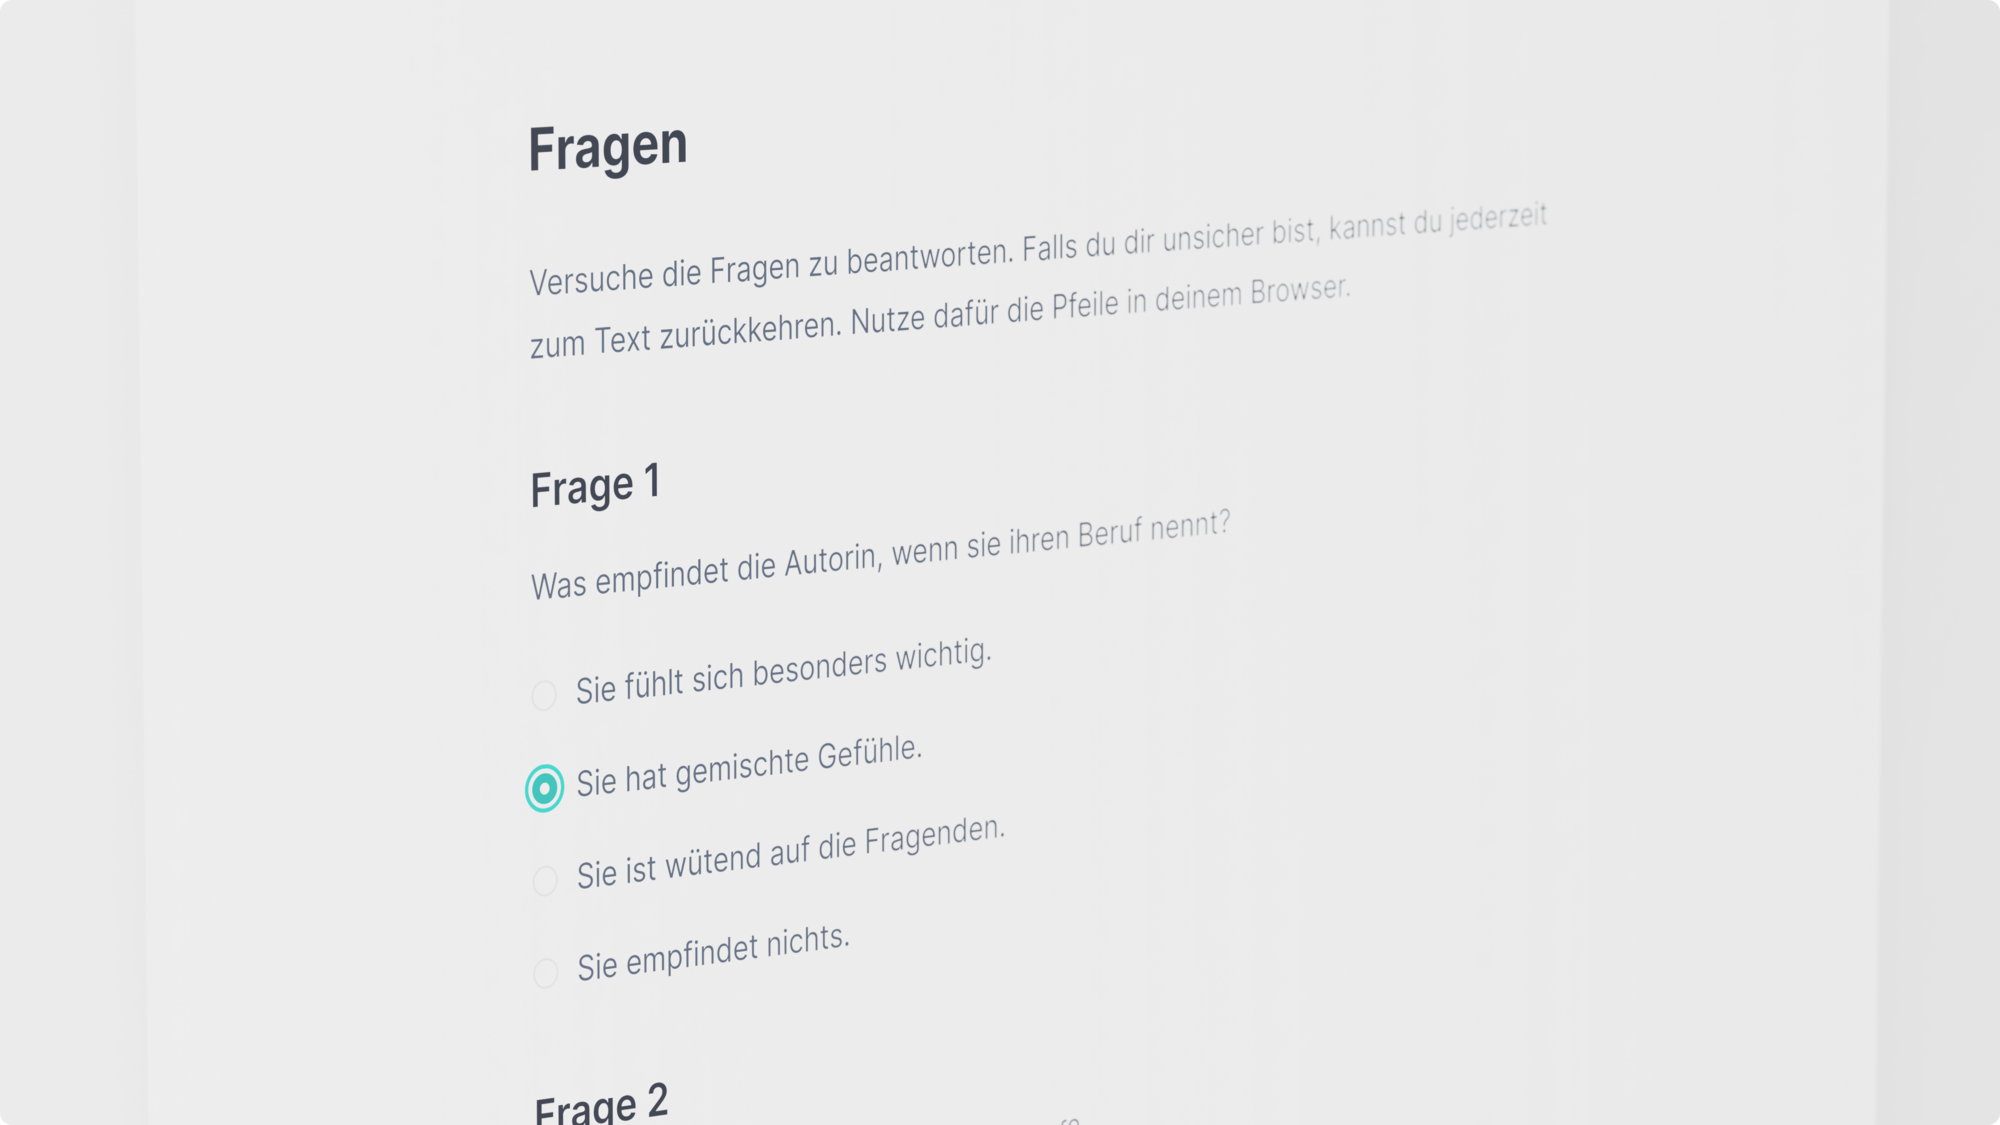 Fragen
Versuche die Fragen zu beantworten. Falls du dir unsicher bist, kannst du jederzeit
zum Text zurückkehren. Nutze dafür die Pfeile in deinem Browser.
Frage 1
Was empfindet die Autorin, wenn sie ihren Beruf nennt?
Sie fühlt sich besonders wichtig.
Sie hat gemischte Gefühle.
Sie ist wütend auf die Fragenden.
Sie empfindet nichts.
Frage 2